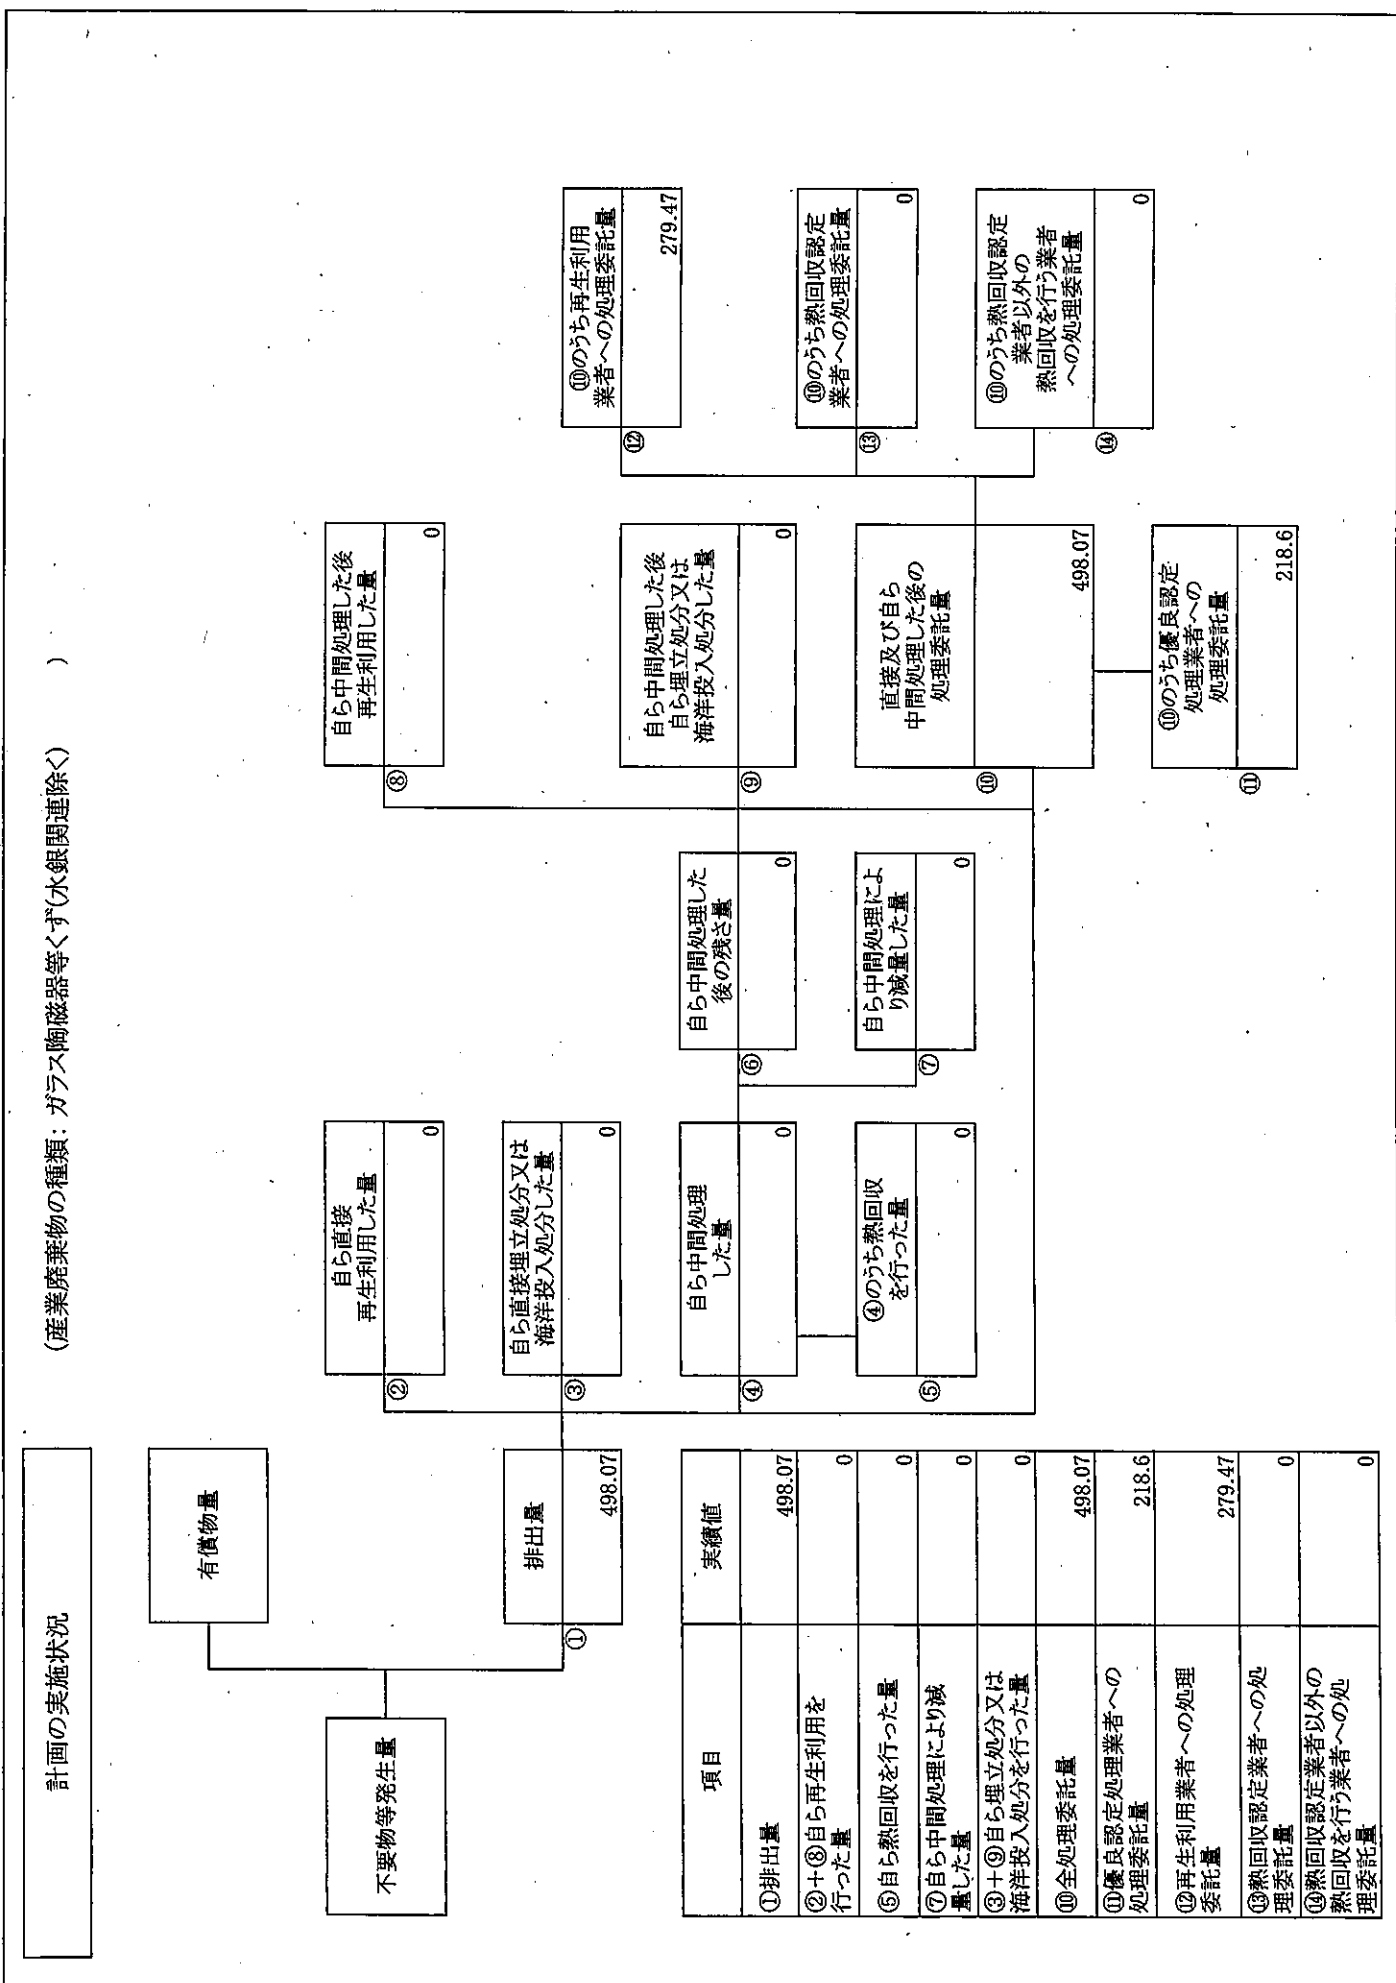 計画の実施状況
(産業廃棄物の種類：ガラス陶磁器等くず(水銀関連除く)　　　)
不要物等発生量
有償物量
①
排出量
498.07
②
自ら直接
再生利用した量
0
③
自ら直接埋立処分又は
海洋投入処分した量
0
④
自ら中間処理
した量
0
⑤
④のうち熱回収
を行った量
0
⑥
自ら中間処理した
後の残さ量
0
⑦
自ら中間処理によ
り減量した量
0
⑧
自ら中間処理した後
再生利用した量
0
⑨
自ら中間処理した後
自ら埋立処分又は
海洋投入処分した量
0
⑩
直接及び自ら
中間処理した後の
処理委託量
498.07
⑪
⑩のうち優良認定
処理業者への
処理委託量
218.6
⑫
⑩のうち再生利用
業者への処理委託量
279.47
⑬
⑩のうち熱回収認定
業者への処理委託量
0
⑭
⑩のうち熱回収認定
業者以外の
熱回収を行う業者
への処理委託量
0
項目 実績値
①排出量 498.07
②+⑧自ら再生利用を
行った量 0
⑤自ら熱回収を行った量 0
⑦自ら中間処理により減
量した量 0
③+⑨自ら埋立処分又は
海洋投入処分を行った量 0
⑩全処理委託量 498.07
⑪優良認定処理業者への
処理委託量 218.6
⑫再生利用業者への処理
委託量 279.47
⑬熱回収認定業者への処
理委託量 0
⑭熱回収認定業者以外の
熱回収を行う業者への処
理委託量 0